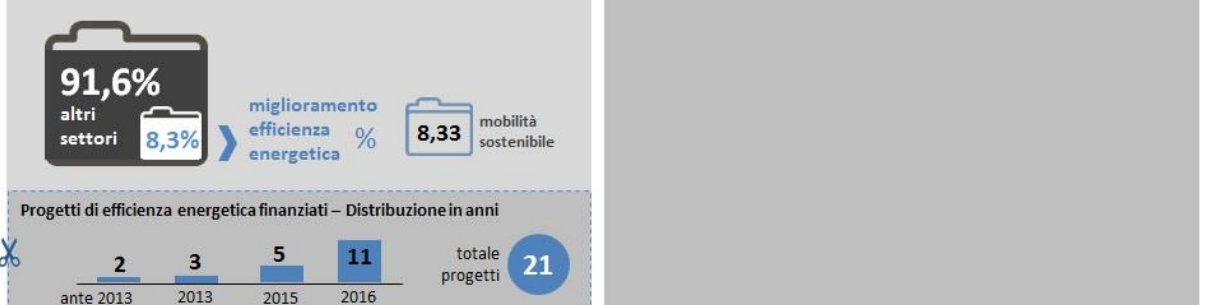 91,6%
altri
settori
8,3%
miglioramento
efficienza %
energetica
8,33
mobilità
sostenibile
Progetti di efficienza energetica finanziati – Distribuzione in anni
2 3 5 11
ante 2013 2013 2015 2016
totale
progetti
21